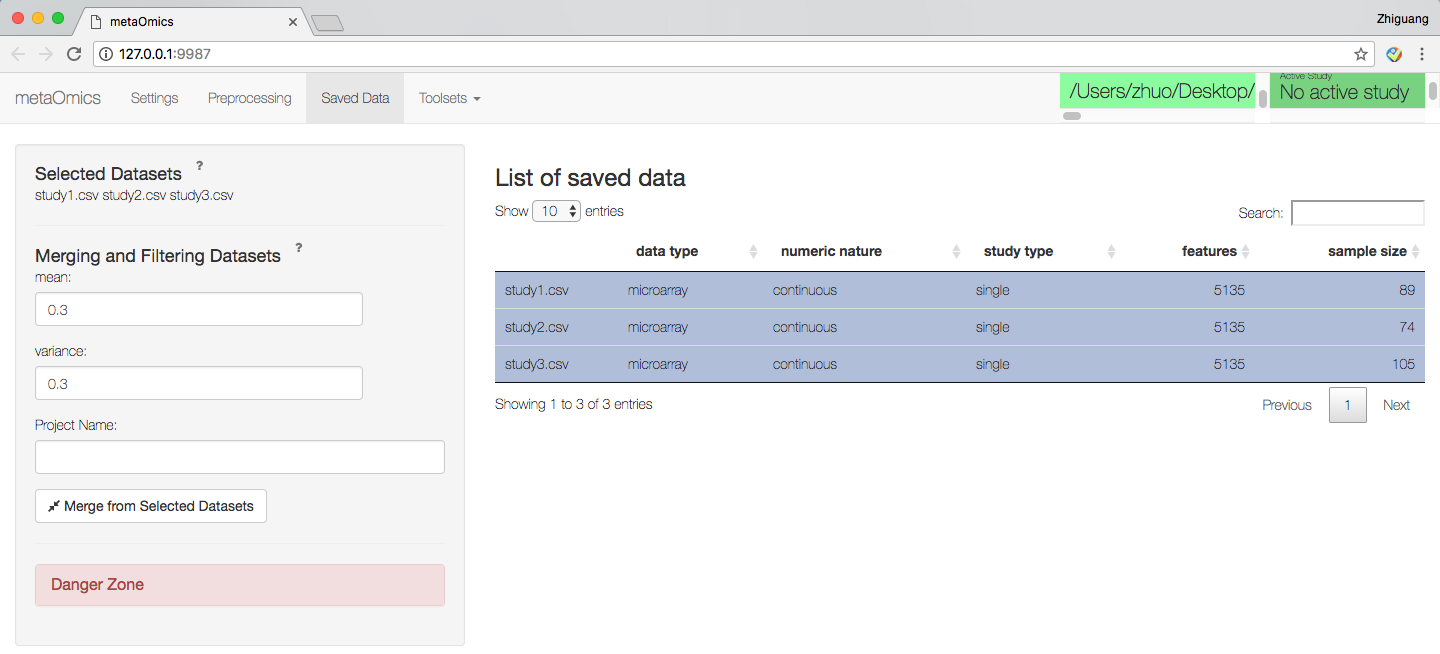 metaOmics
Zhiguang
127.0.0.1:9987
metaOmics Settings Preprocessing Saved Data Toolsets
/Users/zhuo/Desktop/
Active Study
No active study
Selected Datasets ?
study1.csv study2.csv study3.csv
Merging and Filtering Datasets ?
mean:
0.3
variance:
0.3
Project Name:
Merge from Selected Datasets
Danger Zone
List of saved data
Show 10 entries
Search:
data type numeric nature study type features sample size
study1.csv microarray continuous single 5135 89
study2.csv microarray continuous single 5135 74
study3.csv microarray continuous single 5135 105
Showing 1 to 3 of 3 entries
Previous 1 Next